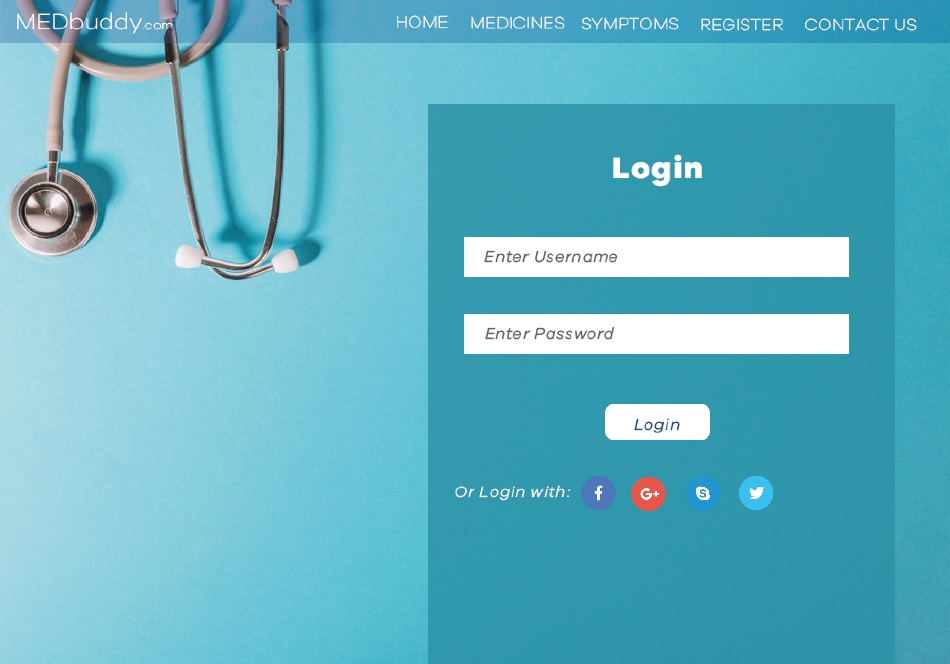 MEDbuddy.com HOME MEDICINES SYMPTOMS REGISTER CONTACT US
Login
Enter Username
Enter Password
Login
Or Login with: f G+ S